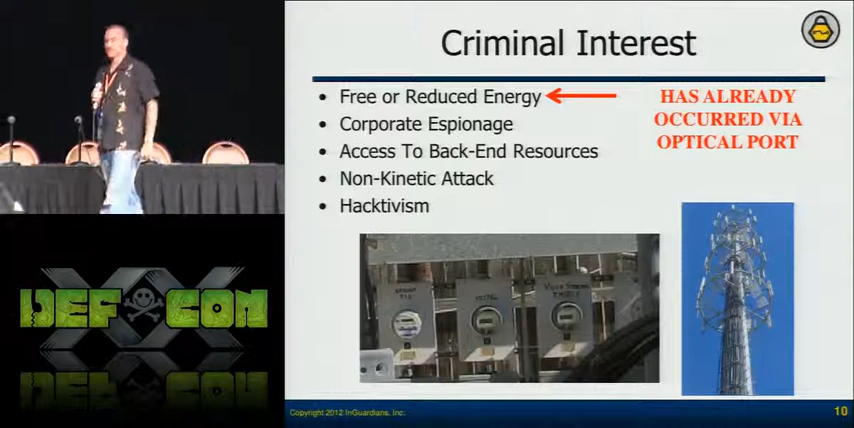 Criminal Interest
• Free or Reduced Energy
• Corporate Espionage
• Access To Back-End Resources
• Non-Kinetic Attack
• Hacktivism
HAS ALREADY
OCCURRED VIA
OPTICAL PORT
DEF CON
XX
Copyright 2012 InGuardians, Inc.
10